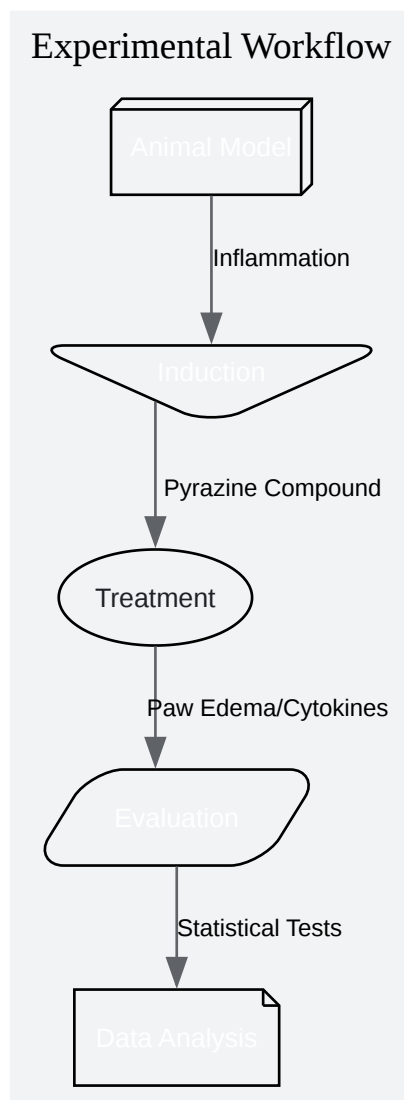 Experimental Workflow
Animal Model
Inflammation
Induction
Pyrazine Compound
Treatment
Paw Edema/Cytokines
Evaluation
Statistical Tests
Data Analysis